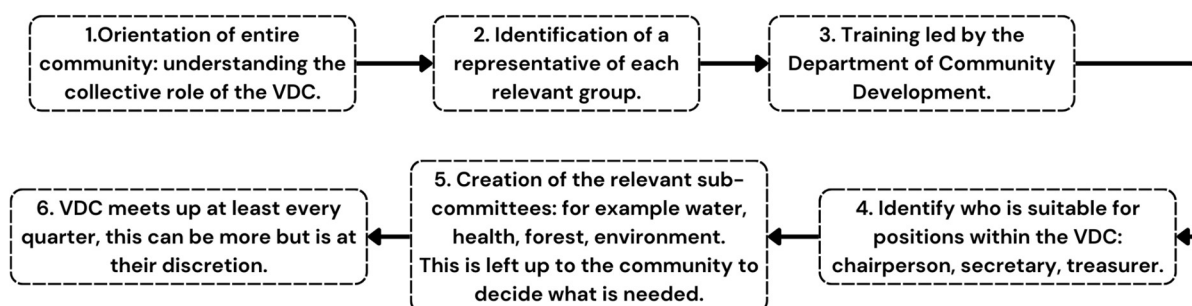 1.Orientation of entire
community: understanding the
collective role of the VDC.
2. Identification of a
representative of each
relevant group.
3. Training led by the
Department of Community
Development.
4. Identify who is suitable for
positions within the VDC:
chairperson, secretary, treasurer.
5. Creation of the relevant sub-
committees: for example water,
health, forest, environment.
This is left up to the community to
decide what is needed.
6. VDC meets up at least every
quarter, this can be more but is at
their discretion.